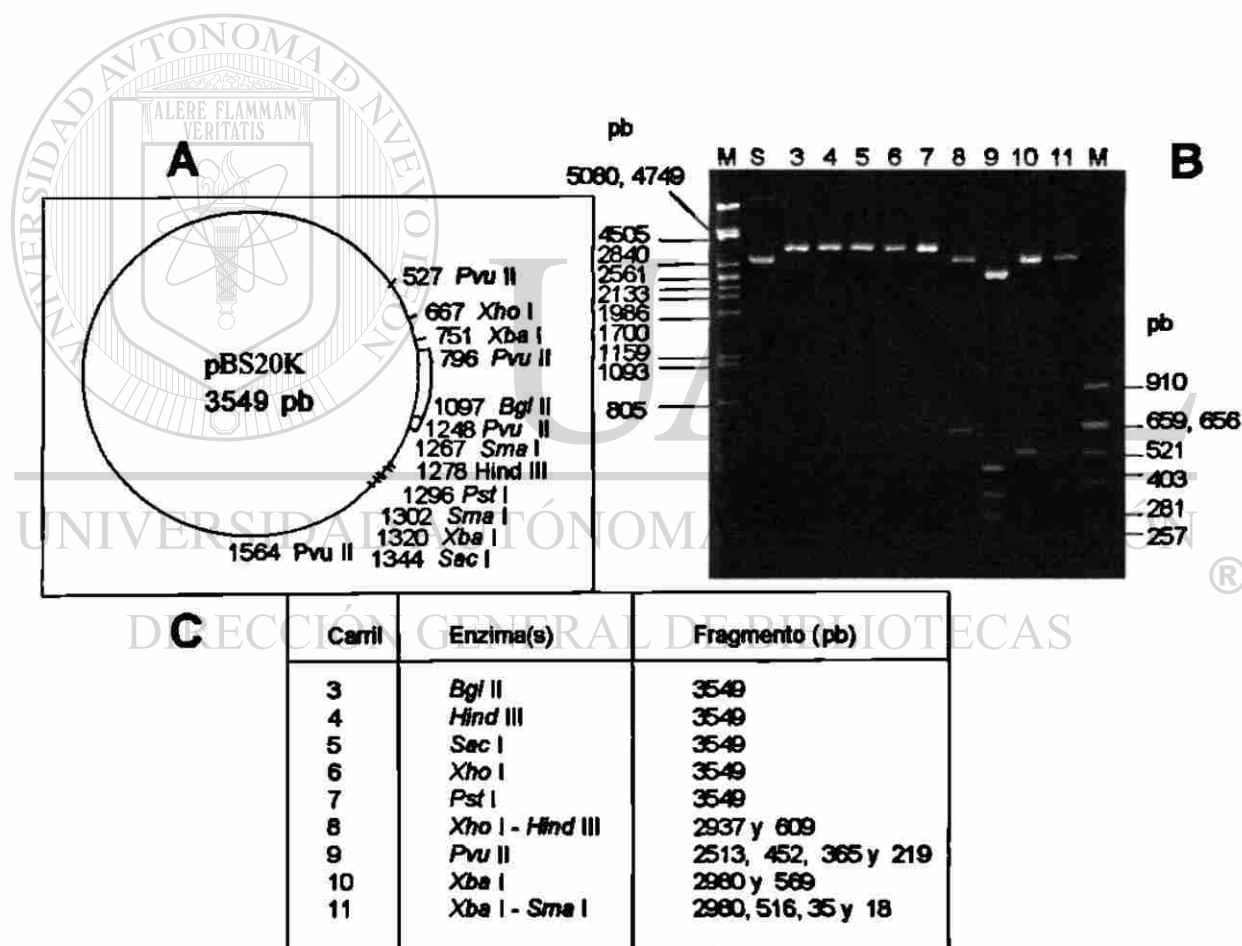 ALERE FLAMMAM
VERITATIS
A
pBS20K
3549 pb
527 Pvu II
667 Xho I
751 Xba I
796 Pvu II
1097 Bgl II
1248 Pvu II
1267 Sma I
1278 Hind III
1296 Pst I
1302 Sma I
1320 Xba I
1344 Sac I
1564 Pvu II
B
pb
M S 3 4 5 6 7 8 9 10 11 M
5080, 4749
4505
2840
2561
2133
1986
1700
1159
1093
805
pb
910
659, 656
521
403
281
257
UNIVERSIDAD AUTÓNOMA
®
DIRECCIÓN GENERAL DE BIBLIOTECAS
C
Carril Enzima(s) Fragmento (pb)
3 Bgl II 3549
4 Hind III 3549
5 Sac I 3549
6 Xho I 3549
7 Pst I 3549
8 Xho I - Hind III 2937 y 609
9 Pvu II 2513, 452, 365 y 219
10 Xba I 2980 y 569
11 Xba I - Sma I 2980, 516, 35 y 18